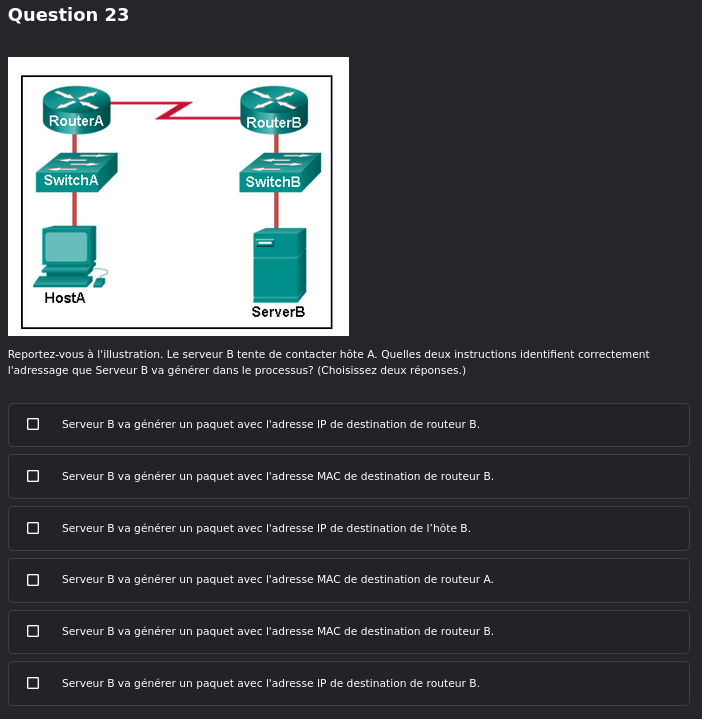 Question 23
RouterA
RouterB
SwitchA
SwitchB
HostA
ServerB
Reportez-vous à l'illustration. Le serveur B tente de contacter hôte A. Quelles deux instructions identifient correctement
l'adressage que Serveur B va générer dans le processus? (Choisissez deux réponses.)
Serveur B va générer un paquet avec l'adresse IP de destination de routeur B.
Serveur B va générer un paquet avec l'adresse MAC de destination de routeur B.
Serveur B va générer un paquet avec l'adresse IP de destination de l’hôte B.
Serveur B va générer un paquet avec l'adresse MAC de destination de routeur A.
Serveur B va générer un paquet avec l'adresse MAC de destination de routeur B.
Serveur B va générer un paquet avec l'adresse IP de destination de routeur B.